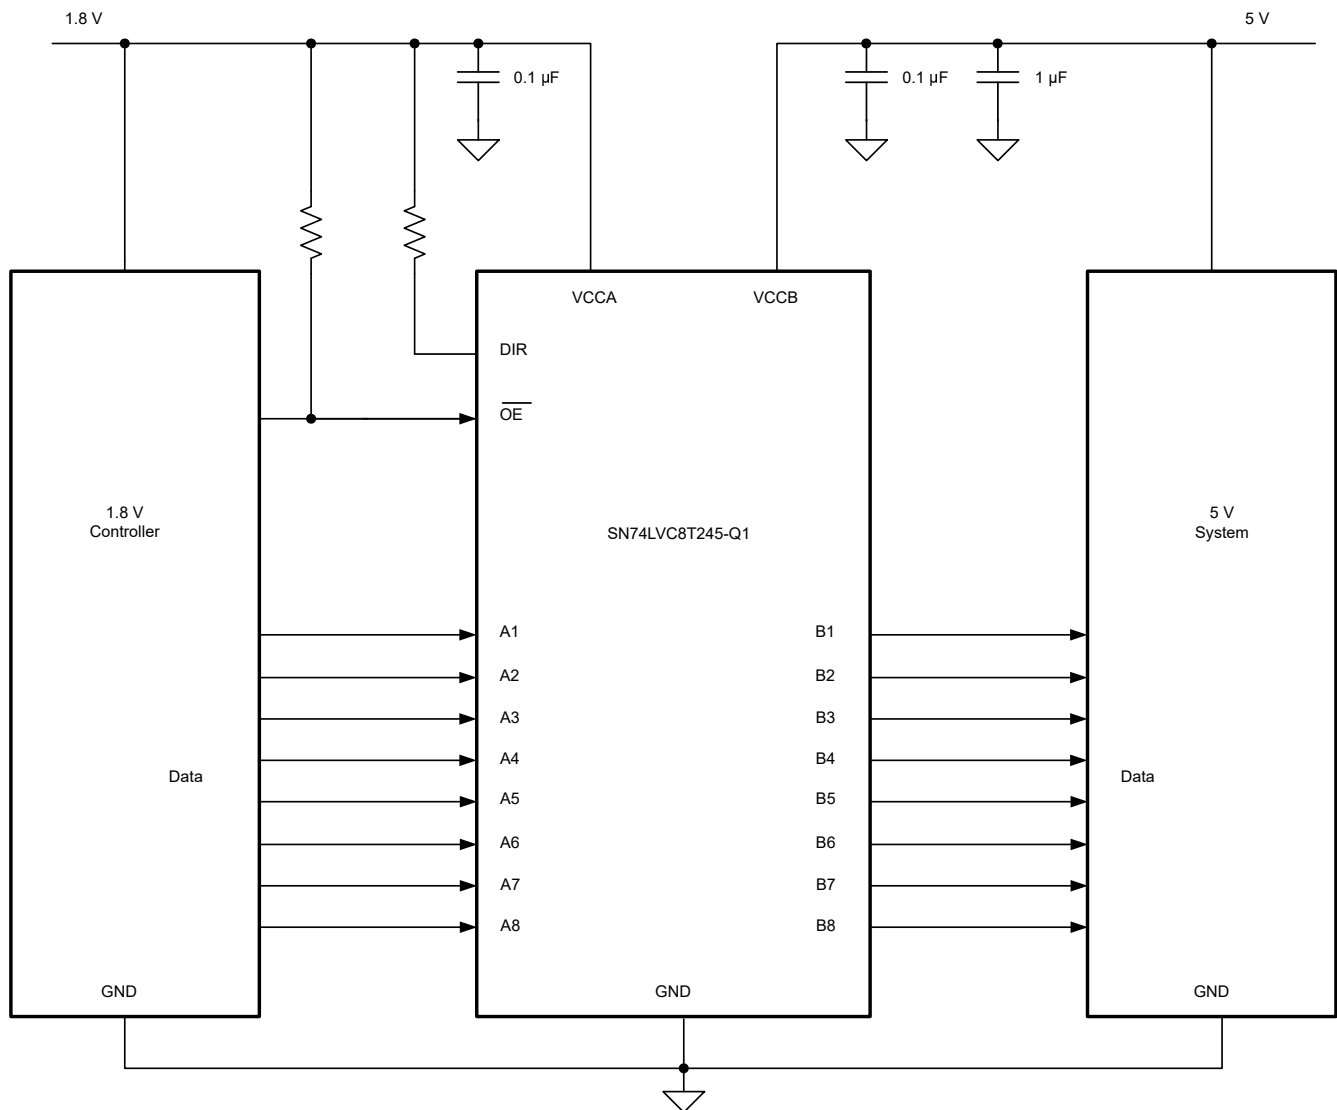 1.8 V
5 V
0.1 µF
0.1 µF
1 µF
VCCA
VCCB
DIR
OE
1.8 V
Controller
SN74LVC8T245-Q1
5 V
System
A1
B1
A2
B2
A3
B3
A4
B4
Data
Data
A5
B5
A6
B6
A7
B7
A8
B8
GND
GND
GND